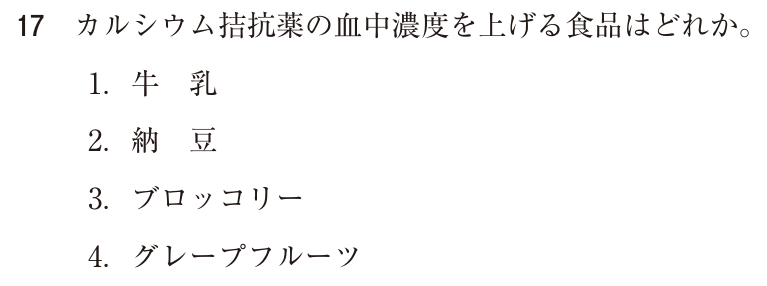 17　カルシウム拮抗薬の血中濃度を上げる食品はどれか。
1. 牛　乳
2. 納　豆
3. ブロッコリー
4. グレープフルーツ